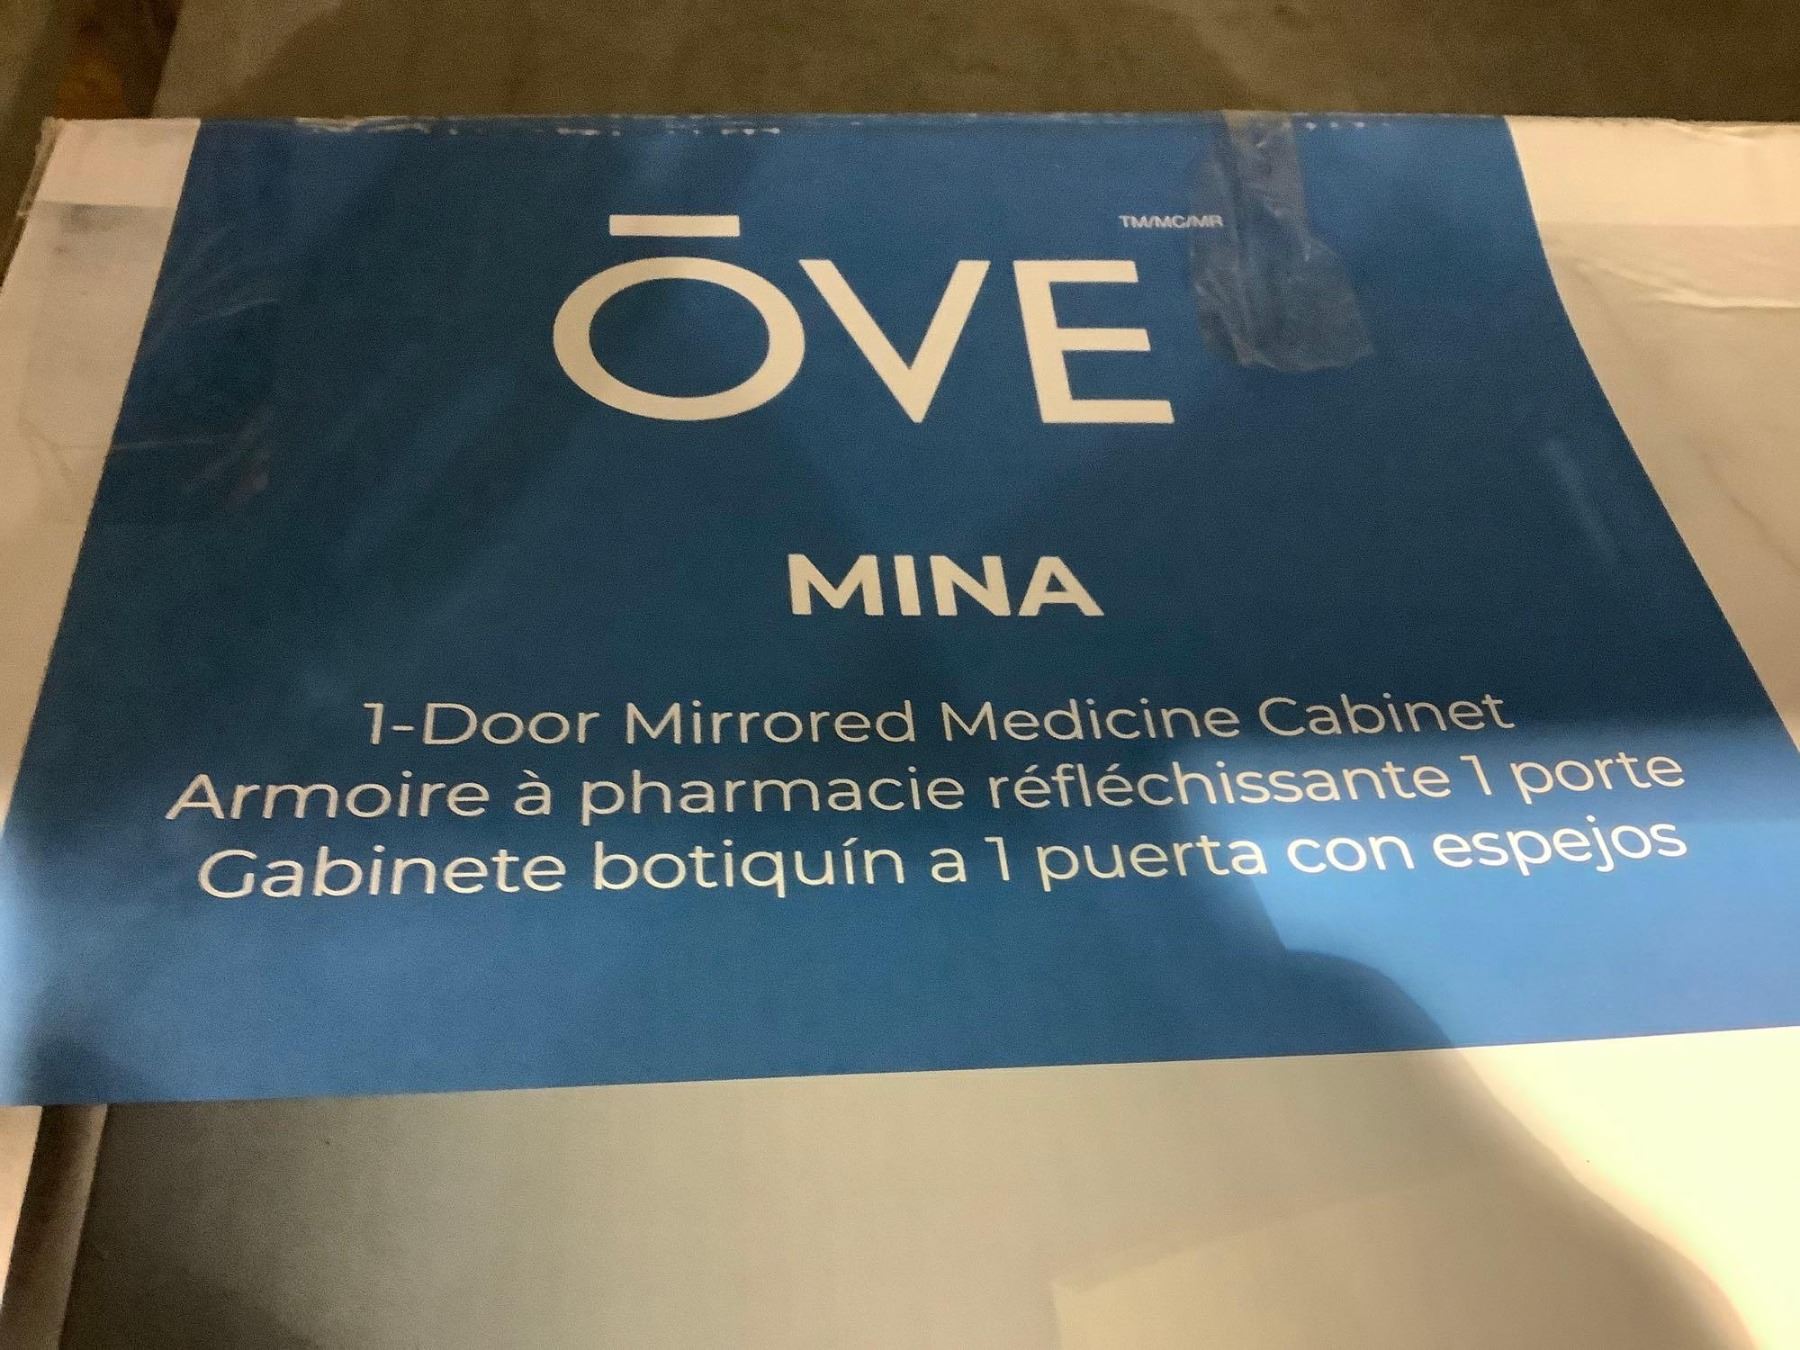 ŌVE TM/MC/MR
MINA
1-Door Mirrored Medicine Cabinet
Armoire à pharmacie réfléchissante 1 porte
Gabinete botiquín a 1 puerta con espejos